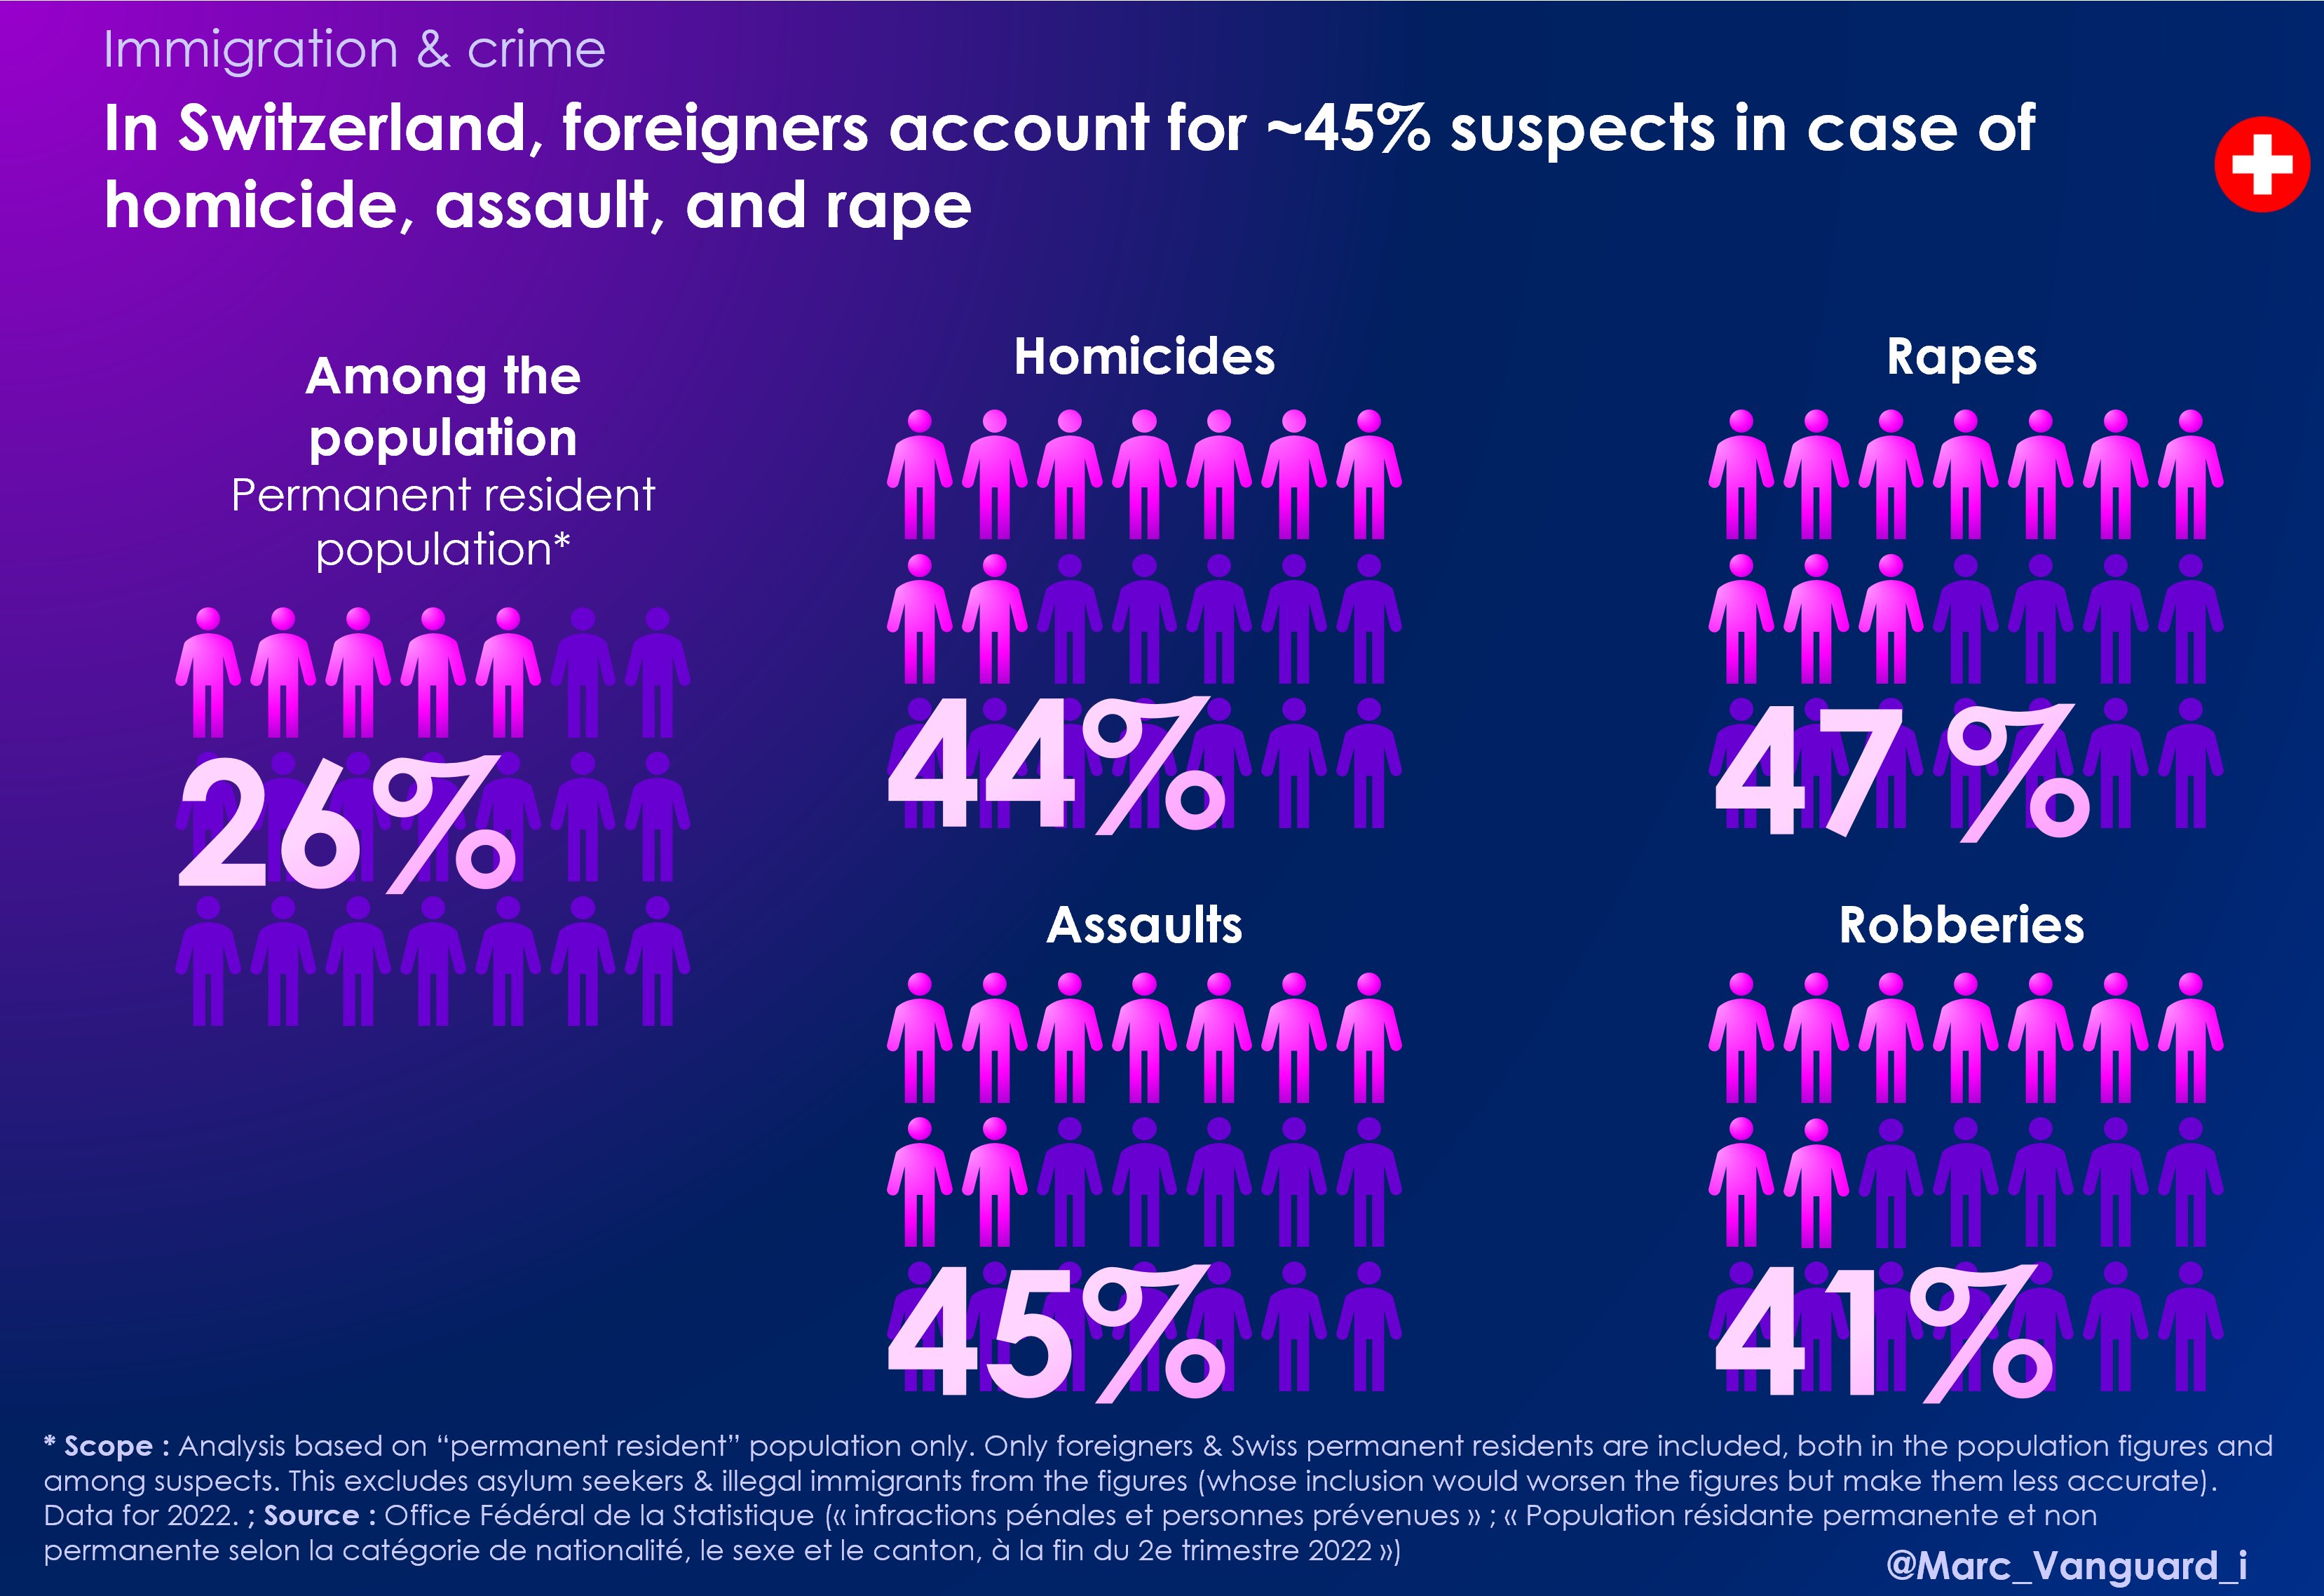 Immigration & crime
In Switzerland, foreigners account for ~45% suspects in case of
homicide, assault, and rape
Among the
population
Permanent resident
population*
26%
Homicides
44%
Rapes
47 %
Assaults
45%
Robberies
41%
* Scope : Analysis based on “permanent resident” population only. Only foreigners & Swiss permanent residents are included, both in the population figures and
among suspects. This excludes asylum seekers & illegal immigrants from the figures (whose inclusion would worsen the figures but make them less accurate).
Data for 2022. ; Source : Office Fédéral de la Statistique (« infractions pénales et personnes prévenues » ; « Population résidante permanente et non
permanente selon la catégorie de nationalité, le sexe et le canton, à la fin du 2e trimestre 2022 »)
@Marc_Vanguard_i